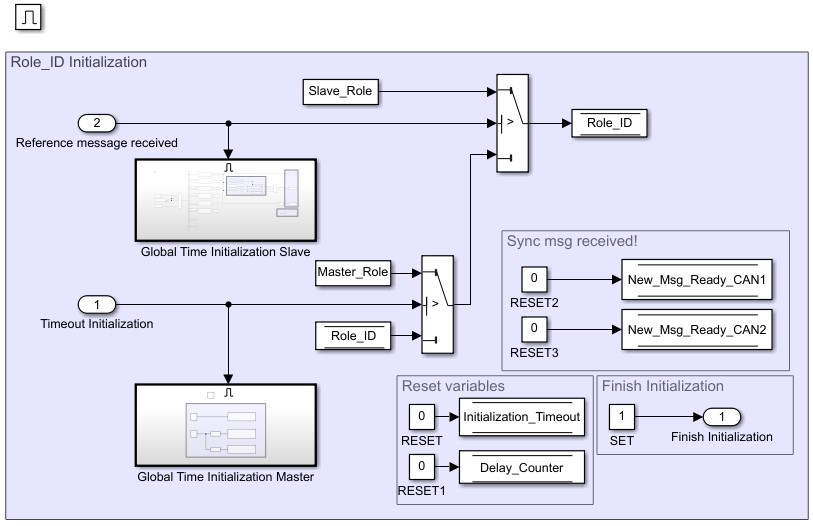 Role_ID Initialization
Slave_Role
2
Reference message received
>
Role_ID
Global Time Initialization Slave
Sync msg received!
Master_Role
0
New_Msg_Ready_CAN1
RESET2
1
Timeout Initialization
>
Role_ID
0
New_Msg_Ready_CAN2
RESET3
Reset variables
0
Initialization_Timeout
RESET
0
Delay_Counter
RESET1
Finish Initialization
1
SET
1
Finish Initialization
Global Time Initialization Master